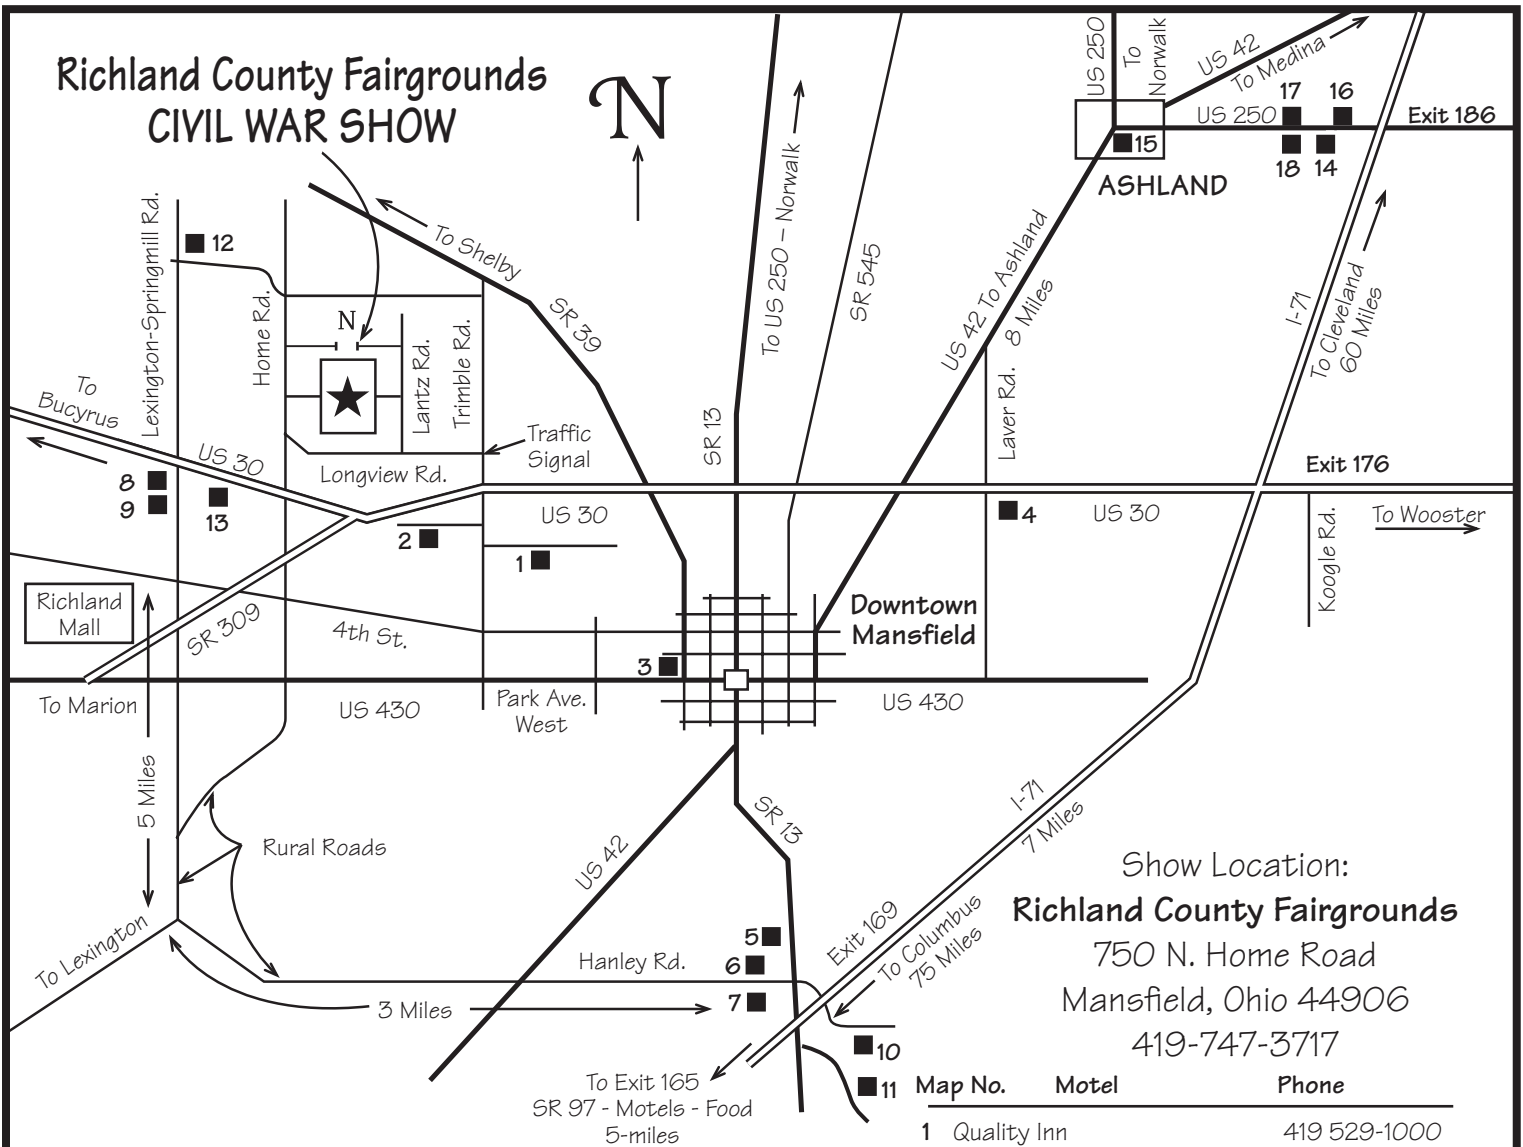 Richland County Fairgrounds
CIVIL WAR SHOW
N
US 250
To
Norwalk
US 42
To Medina
17
16
US 250
Exit 186
15
18
14
ASHLAND
Lexington-Springmill Rd.
12
To Shelby
SR 39
To US 250 – Norwalk
SR 545
US 42 To Ashland
8 Miles
I-71
To Cleveland
60 Miles
Home Rd.
N
Lantz Rd.
Trimble Rd.
To
Bucyrus
US 30
Longview Rd.
Traffic
Signal
SR 13
Laver Rd.
Exit 176
8
9
13
2
1
US 30
4
US 30
To Wooster
Koogle Rd.
Richland
Mall
SR 309
4th St.
Downtown
Mansfield
3
To Marion
US 430
Park Ave.
West
US 430
5 Miles
Rural Roads
US 42
SR 13
I-71
7 Miles
To Lexington
Hanley Rd.
3 Miles
5
6
7
Exit 169
To Columbus
75 Miles
10
11
To Exit 165
SR 97 - Motels - Food
5-miles
Show Location:
Richland County Fairgrounds
750 N. Home Road
Mansfield, Ohio 44906
419-747-3717
Map No. Motel Phone
1 Quality Inn 419 529-1000